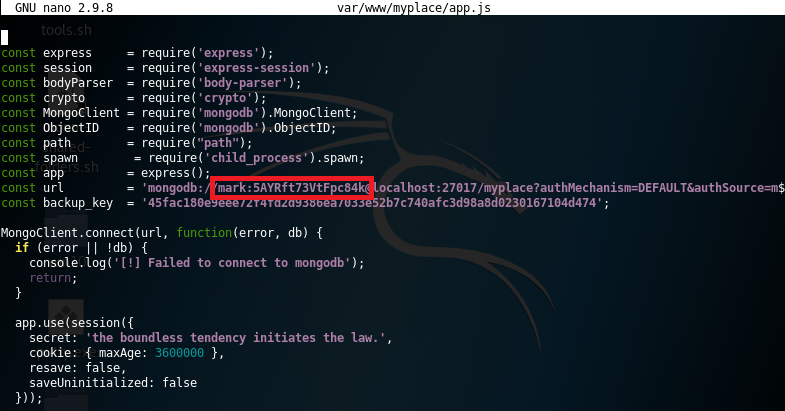 GNU nano 2.9.8 var/www/myplace/app.js
tools.sh
const express = require('express');
const session = require('express-session');
const bodyParser = require('body-parser');
const crypto = require('crypto');
const MongoClient = require('mongodb').MongoClient;
const ObjectID = require('mongodb').ObjectID;
const path = require("path");
const spawn = require('child_process').spawn;
const app = express();
const url = 'mongodb://mark:5AYRft73VtFpc84k@localhost:27017/myplace?authMechanism=DEFAULT&authSource=m$
const backup_key = '45fac180e9eee72f4fd2d936bea7033e52b7c740afc3d98a8d0230167104d474';
MongoClient.connect(url, function(error, db) {
if (error || !db) {
console.log('[!] Failed to connect to mongodb');
return;
}
app.use(session({
secret: 'the boundless tendency initiates the law.',
cookie: { maxAge: 3600000 },
resave: false,
saveUninitialized: false
}));